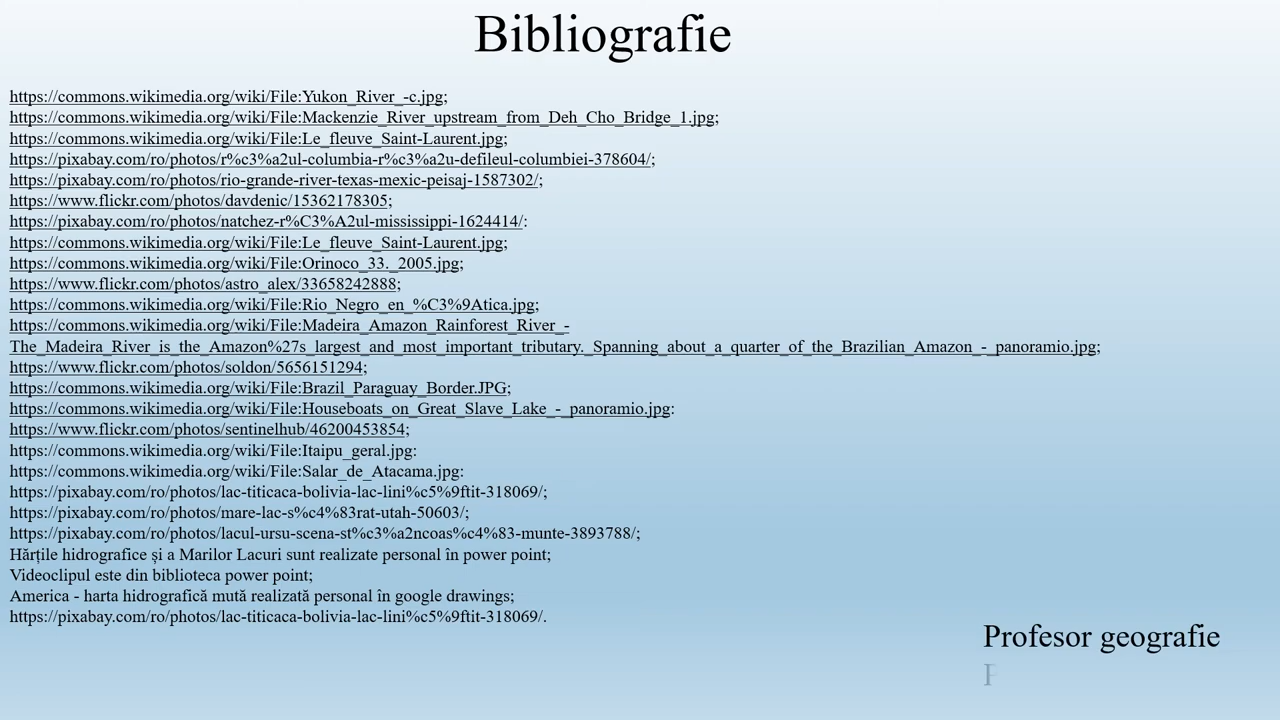 Bibliografie
https://commons.wikimedia.org/wiki/File:Yukon_River_-c.jpg;
https://commons.wikimedia.org/wiki/File:Mackenzie_River_upstream_from_Deh_Cho_Bridge_1.jpg;
https://commons.wikimedia.org/wiki/File:Le_fleuve_Saint-Laurent.jpg;
https://pixabay.com/ro/photos/r%c3%a2ul-columbia-r%c3%a2u-defileul-columbiei-378604/;
https://pixabay.com/ro/photos/rio-grande-river-texas-mexic-peisaj-1587302/;
https://www.flickr.com/photos/davdenic/15362178305;
https://pixabay.com/ro/photos/natchez-r%C3%A2ul-mississippi-1624414/:
https://commons.wikimedia.org/wiki/File:Le_fleuve_Saint-Laurent.jpg;
https://commons.wikimedia.org/wiki/File:Orinoco_33._2005.jpg;
https://www.flickr.com/photos/astro_alex/33658242888;
https://commons.wikimedia.org/wiki/File:Rio_Negro_en_%C3%9Atica.jpg;
https://commons.wikimedia.org/wiki/File:Madeira_Amazon_Rainforest_River_-
The_Madeira_River_is_the_Amazon%27s_largest_and_most_important_tributary._Spanning_about_a_quarter_of_the_Brazilian_Amazon_-_panoramio.jpg;
https://www.flickr.com/photos/soldon/5656151294;
https://commons.wikimedia.org/wiki/File:Brazil_Paraguay_Border.JPG;
https://commons.wikimedia.org/wiki/File:Houseboats_on_Great_Slave_Lake_-_panoramio.jpg:
https://www.flickr.com/photos/sentinelhub/46200453854;
https://commons.wikimedia.org/wiki/File:Itaipu_geral.jpg:
https://commons.wikimedia.org/wiki/File:Salar_de_Atacama.jpg:
https://pixabay.com/ro/photos/lac-titicaca-bolivia-lac-lini%c5%9ftit-318069/;
https://pixabay.com/ro/photos/mare-lac-s%c4%83rat-utah-50603/;
https://pixabay.com/ro/photos/lacul-ursu-scena-st%c3%a2ncoas%c4%83-munte-3893788/;
Hărțile hidrografice și a Marilor Lacuri sunt realizate personal în power point;
Videoclipul este din biblioteca power point;
America - harta hidrografică mută realizată personal în google drawings;
https://pixabay.com/ro/photos/lac-titicaca-bolivia-lac-lini%c5%9ftit-318069/.
Profesor geografie